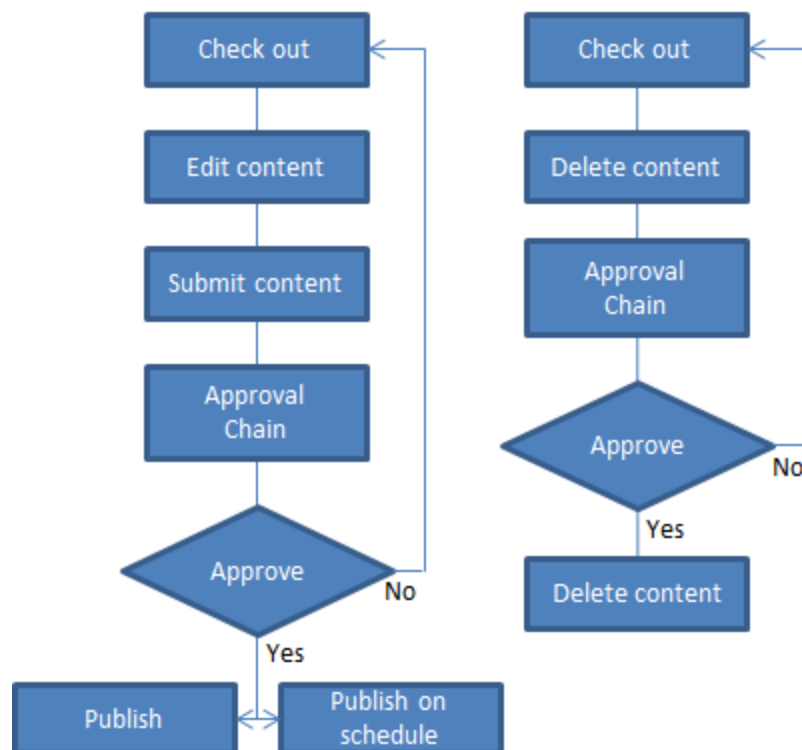 Check out
Edit content
Submit content
Approval
Chain
Approve
No
Yes
Publish
Publish on
schedule
Check out
Delete content
Approval
Chain
Approve
No
Yes
Delete content